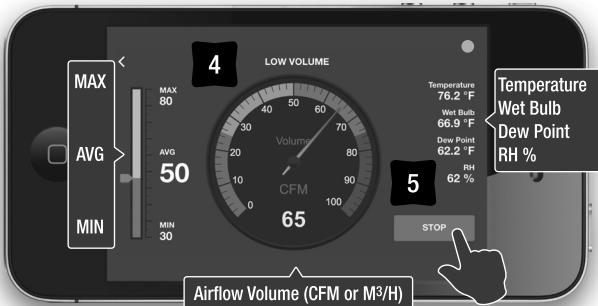 MAX
AVG
MIN
<
4
LOW VOLUME
MAX
80
AVG
50
MIN
30
0
10
20
30
40
50
60
70
80
90
100
Volume
CFM
65
Temperature
76.2 °F
Wet Bulb
66.9 °F
Dew Point
62.2 °F
RH
62 %
Temperature
Wet Bulb
Dew Point
RH %
5
STOP
Airflow Volume (CFM or M³/H)